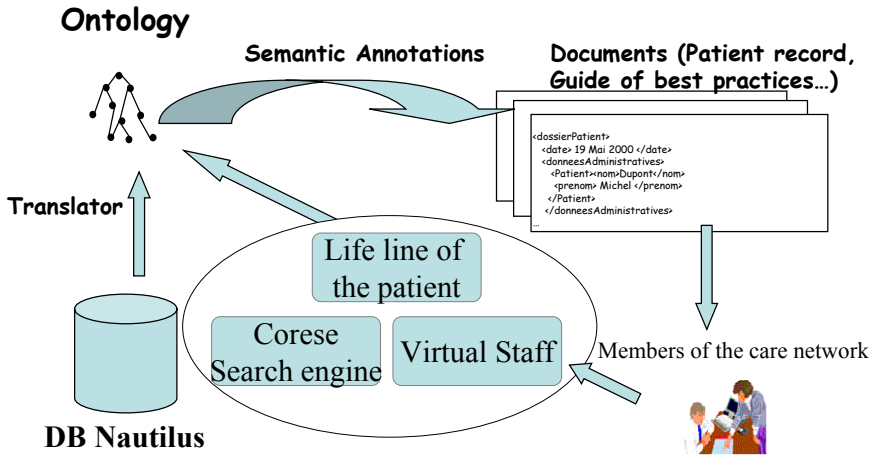 Ontology
Semantic Annotations
Documents (Patient record,
Guide of best practices...)
<dossierPatient>
<date> 19 Mai 2000 </date>
<donneesAdministratives>
<Patient><nom>Dupont</nom>
<prenom> Michel </prenom>
</Patient>
</donneesAdministratives>
...
Translator
Life line of
the patient
Corese
Search engine
Virtual Staff
Members of the care network
DB Nautilus